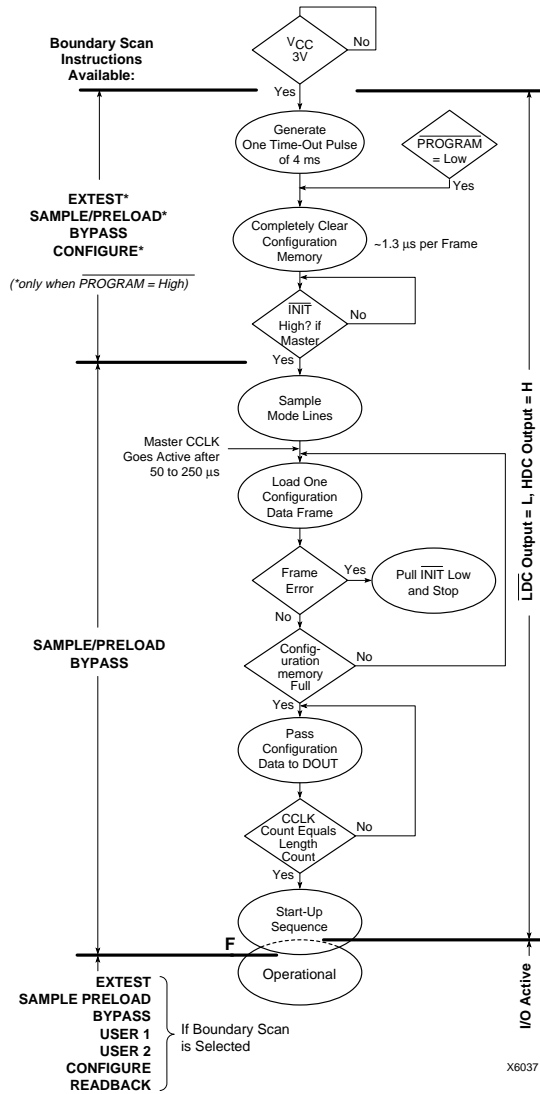 Boundary Scan
Instructions
Available:
VCC
3V
No
Yes
Generate
One Time-Out Pulse
of 4 ms
PROGRAM
= Low
Yes
EXTEST*
SAMPLE/PRELOAD*
BYPASS
CONFIGURE*
(*only when PROGRAM = High)
Completely Clear
Configuration
Memory
~1.3 µs per Frame
INIT
High? if
Master
No
Yes
Sample
Mode Lines
Master CCLK
Goes Active after
50 to 250 µs
Load One
Configuration
Data Frame
Frame
Error
Yes
Pull INIT Low
and Stop
No
SAMPLE/PRELOAD
BYPASS
Config-
uration
memory
Full
No
Yes
Pass
Configuration
Data to DOUT
CCLK
Count Equals
Length
Count
No
Yes
Start-Up
Sequence
F
Operational
EXTEST
SAMPLE PRELOAD
BYPASS
USER 1
USER 2
CONFIGURE
READBACK
If Boundary Scan
is Selected
LDC Output = L, HDC Output = H
I/O Active
X6037